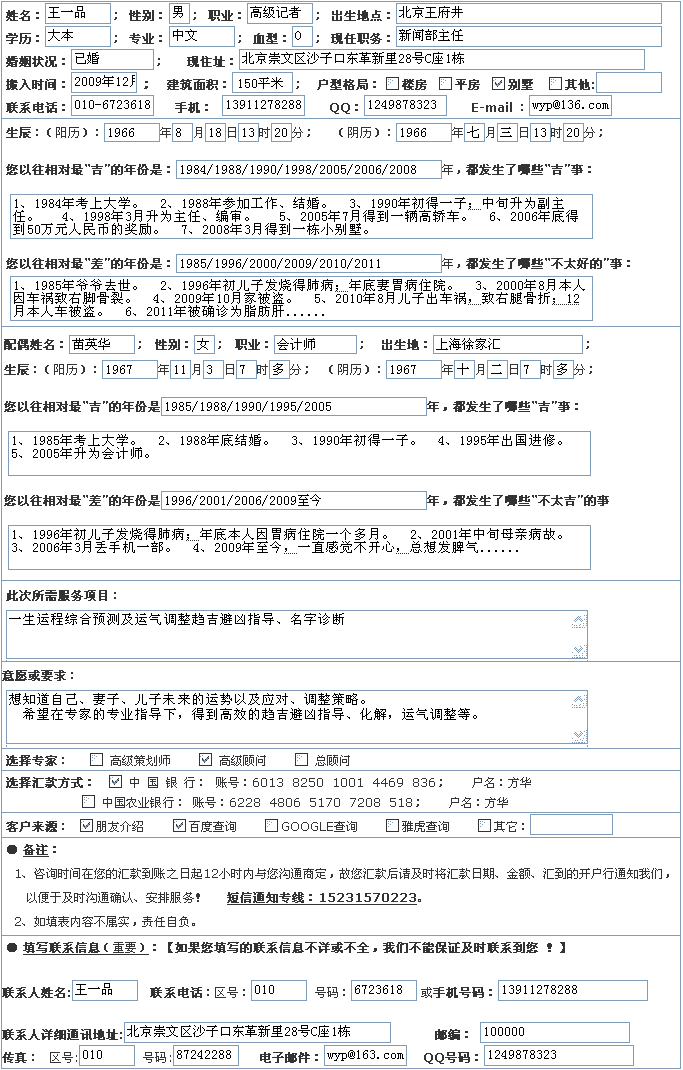 姓名：王一品； 性别：男； 职业：高级记者； 出生地点：北京王府井
学历：大本； 专业：中文； 血型：O； 现任职务：新闻部主任
婚姻状况：已婚； 现住址：北京崇文区沙子口东革新里28号C座1栋
搬入时间：2009年12月； 建筑面积：150平米； 户型格局：楼房 平房 别墅 其他：
联系电话：010-6723618 手机：13911278288 QQ：1249878323 E-mail：wyp@136.com
生辰：（阳历）：1966年8月18日13时20分； （阴历）：1966年七月三日13时20分；
您以往相对最“吉”的年份是：1984/1988/1990/1998/2005/2006/2008年，都发生了哪些“吉”事：
1、1984年考上大学。 2、1988年参加工作、结婚。 3、1990年初得一子；中旬升为副主
任。 4、1998年3月升为主任、编审。 5、2005年7月得到一辆高轿车。 6、2006年底得
到50万元人民币的奖励。 7、2008年3月得到一栋小别墅。
您以往相对最“差”的年份是：1985/1996/2000/2009/2010/2011年，都发生了哪些“不太好的”事：
1、1985年爷爷去世。 2、1996年初儿子发烧得肺病；年底妻胃病住院。 3、2000年8月本人
因车祸致右脚骨裂。 4、2009年10月家被盗。 5、2010年8月儿子出车祸，致右腿骨折；12
月本人车被盗。 6、2011年被确诊为脂肪肝......
配偶姓名：苗英华； 性别：女； 职业：会计师； 出生地：上海徐家汇；
生辰：（阳历）：1967年11月3日7时多分； （阴历）：1967年十月二日7时多分；
您以往相对最“吉”的年份是1985/1988/1990/1995/2005年，都发生了哪些“吉”事：
1、1985年考上大学。 2、1988年底结婚。 3、1990年初得一子。 4、1995年出国进修。
5、2005年升为会计师。
您以往相对最“差”的年份是1996/2001/2006/2009至今年，都发生了哪些“不太吉”的事
1、1996年初儿子发烧得肺病；年底本人因胃病住院一个多月。 2、2001年中旬母亲病故。
3、2006年3月丢手机一部。 4、2009年至今，一直感觉不开心，总想发脾气......
此次所需服务项目：
一生运程综合预测及运气调整趋吉避凶指导、名字诊断
意愿或要求：
想知道自己、妻子、儿子未来的运势以及应对、调整策略。
希望在专家的专业指导下，得到高效的趋吉避凶指导、化解，运气调整等。
选择专家： 高级策划师 高级顾问 总顾问
选择汇款方式： 中 国 银 行： 账号：6013 8250 1001 4469 836； 户名：方华
中国农业银行： 账号：6228 4806 5170 7208 518； 户名：方华
客户来源： 朋友介绍 百度查询 GOOGLE查询 雅虎查询 其它：
● 备注：
1、咨询时间在您的汇款到账之日起12小时内与您沟通商定，故您汇款后请及时将汇款日期、金额、汇到的开户行通知我们，
以便于及时沟通确认、安排服务！ 短信通知专线：15231570223。
2、如填表内容不属实，责任自负。
● 填写联系信息（重要）：【如果您填写的联系信息不详或不全，我们不能保证及时联系到您 ！】
联系人姓名：王一品 联系电话：区号：010 号码：6723618 或手机号码：13911278288
联系人详细通讯地址：北京崇文区沙子口东革新里28号C座1栋 邮编： 100000
传真： 区号：010 号码：87242288 电子邮件：wyp@163.com QQ号码：1249878323